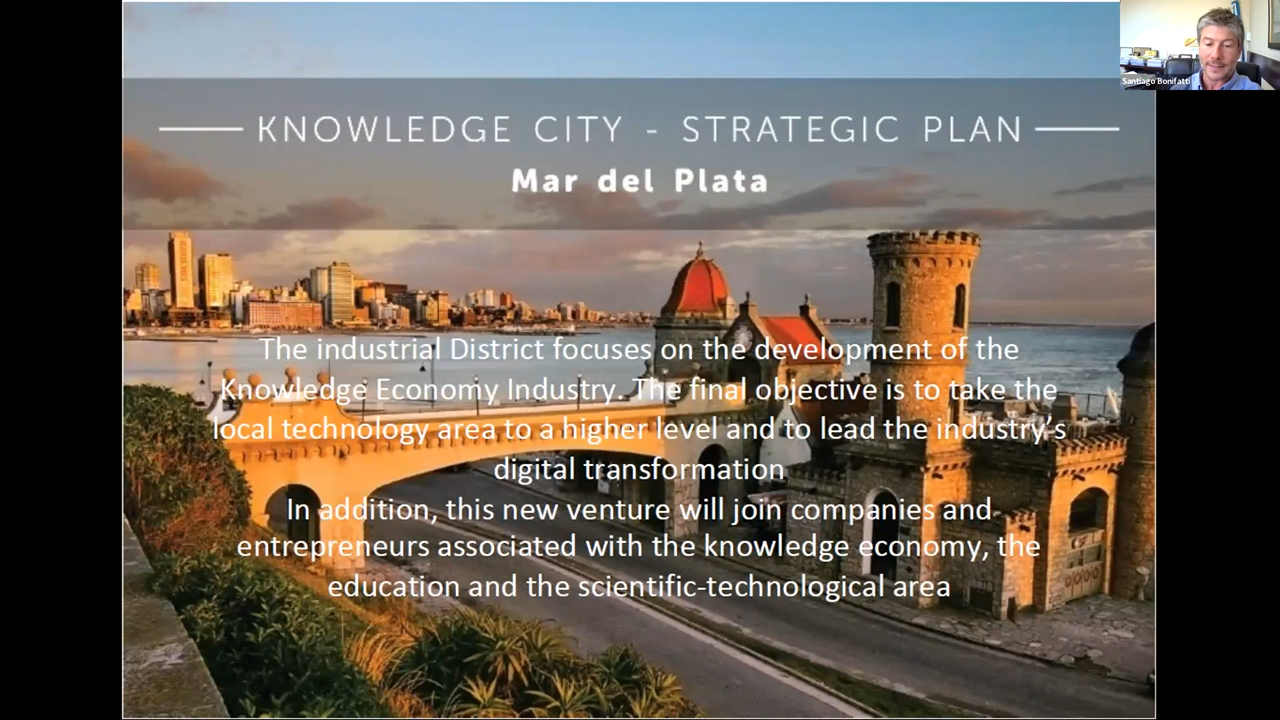 Santiago Bonifatti
KNOWLEDGE CITY - STRATEGIC PLAN
Mar del Plata
The industrial District focuses on the development of the
Knowledge Economy Industry. The final objective is to take the
local technology area to a higher level and to lead the industry's
digital transformation
In addition, this new venture will join companies and
entrepreneurs associated with the knowledge economy, the
education and the scientific-technological area